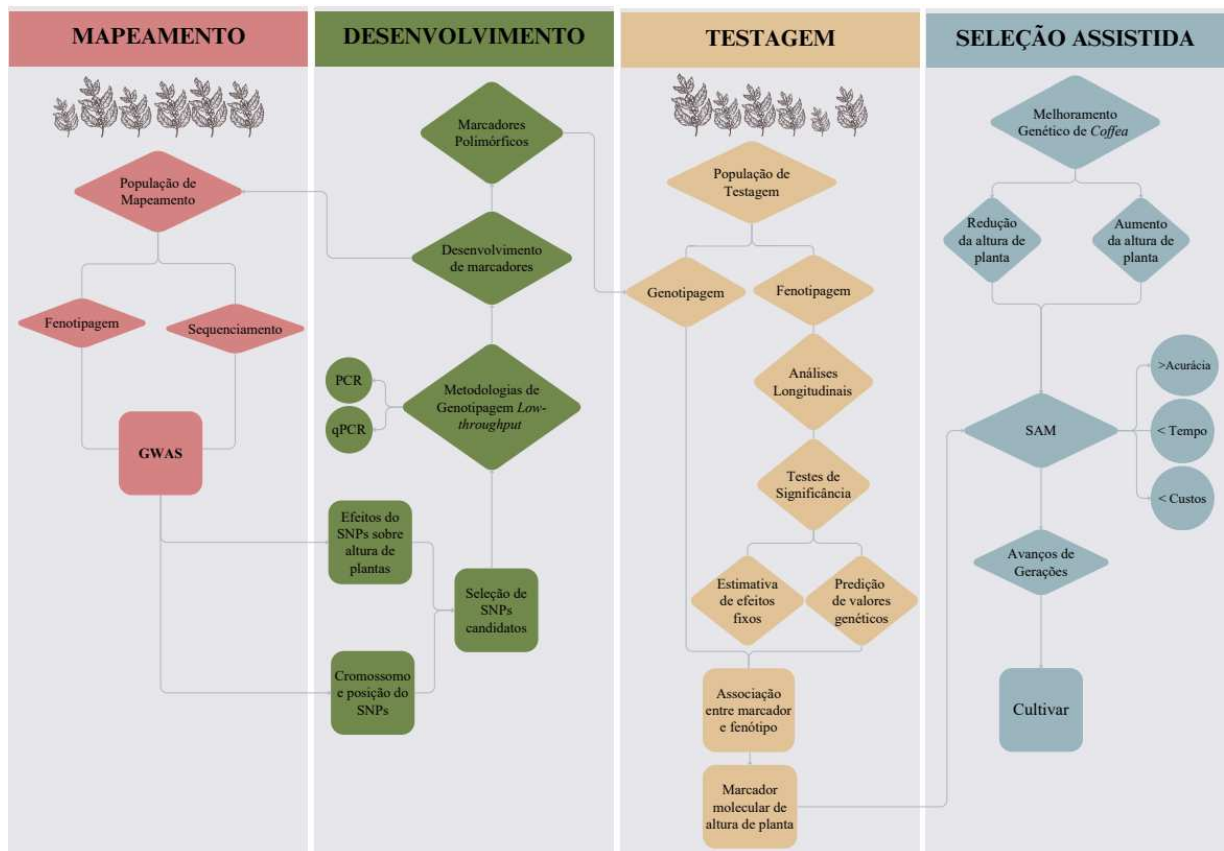 MAPEAMENTO
População de
Mapeamento
Fenotipagem
Sequenciamento
GWAS
DESENVOLVIMENTO
Marcadores
Polimórficos
Desenvolvimento
de marcadores
PCR
qPCR
Metodologias de
Genotipagem Low-
throughput
Efeitos do
SNPs sobre
altura de
plantas
Seleção de
SNPs
candidatos
Cromossomo
e posição do
SNPs
TESTAGEM
População de
Testagem
Genotipagem
Fenotipagem
Análises
Longitudinais
Testes de
Significância
Estimativa
de efeitos
fixos
Predição
de valores
genéticos
Associação
entre marcador
e fenótipo
Marcador
molecular de
altura de planta
SELEÇÃO ASSISTIDA
Melhoramento
Genético de Coffea
Redução
da altura de
planta
Aumento
da altura de
planta
SAM
>Acurácia
< Tempo
< Custos
Avanços de
Gerações
Cultivar